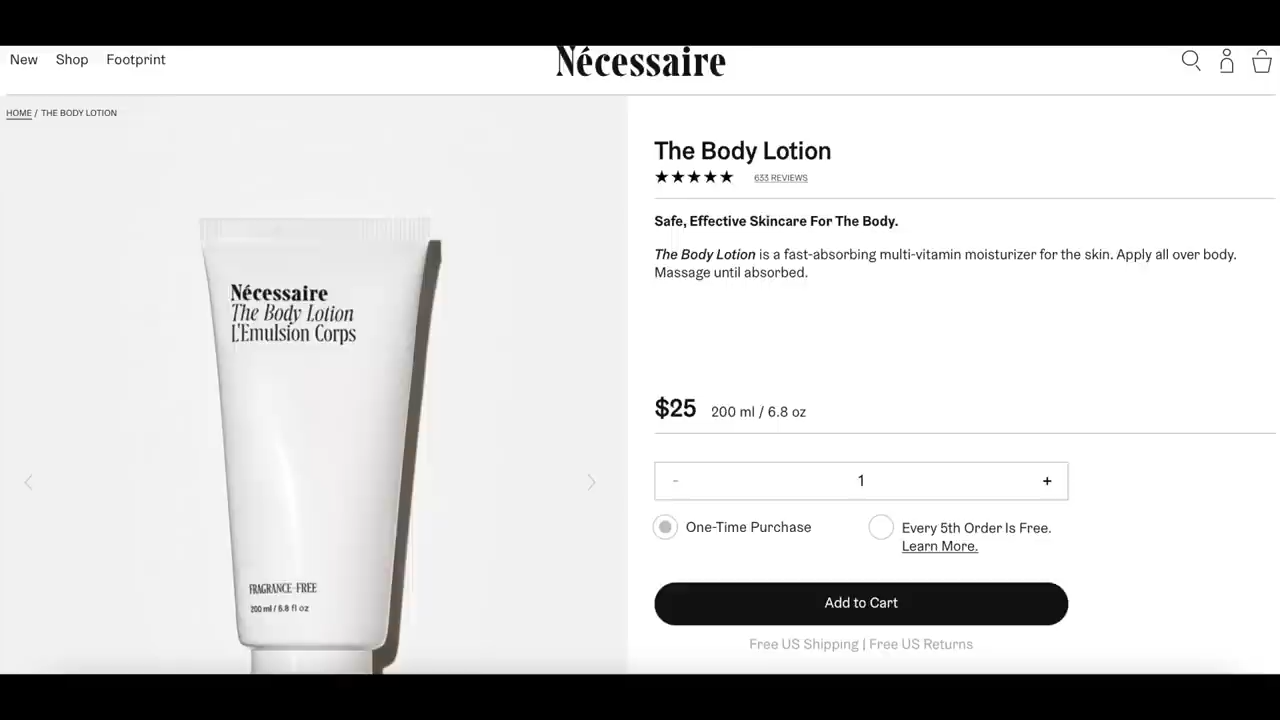 New Shop Footprint
Nécessaire
HOME / THE BODY LOTION
Nécessaire
The Body Lotion
L'Emulsion Corps
FRAGRANCE-FREE
200 ml / 6.8 fl oz
The Body Lotion
633 REVIEWS
Safe, Effective Skincare For The Body.
The Body Lotion is a fast-absorbing multi-vitamin moisturizer for the skin. Apply all over body.
Massage until absorbed.
$25 200 ml / 6.8 oz
- 1 +
One-Time Purchase
Every 5th Order Is Free.
Learn More.
Add to Cart
Free US Shipping | Free US Returns